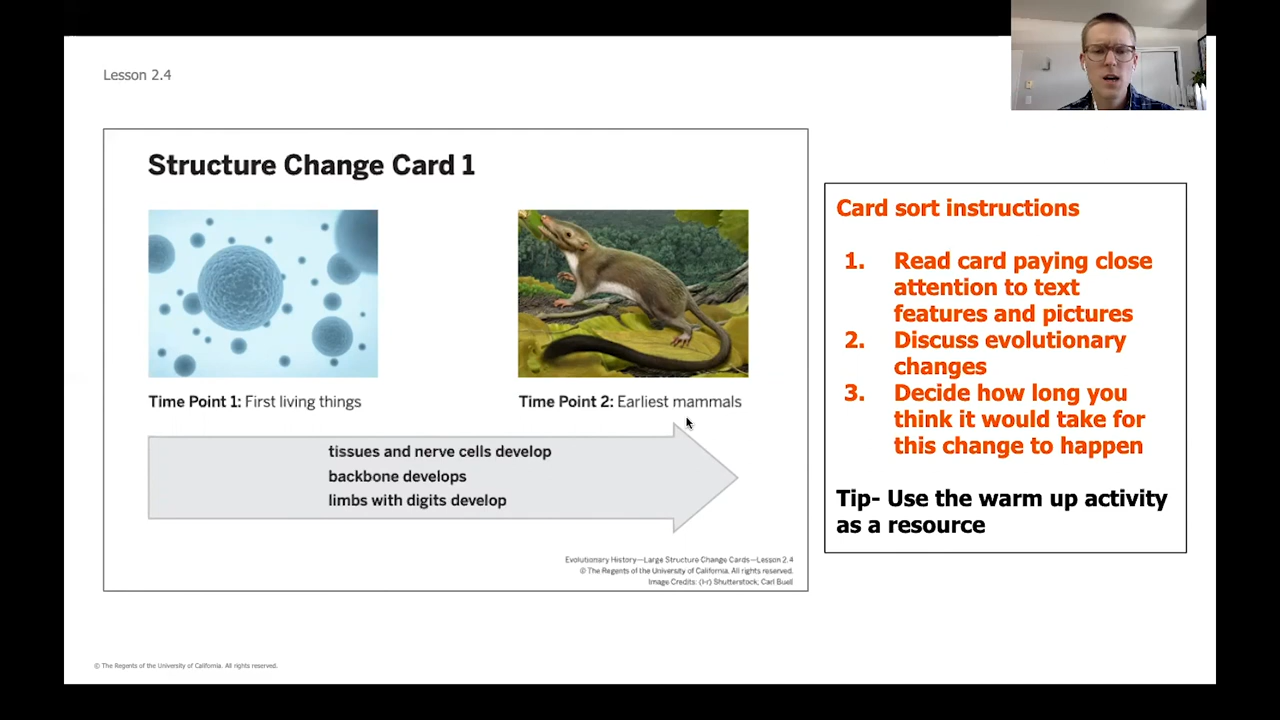 Lesson 2.4
Structure Change Card 1
Time Point 1: First living things
Time Point 2: Earliest mammals
tissues and nerve cells develop
backbone develops
limbs with digits develop
Evolutionary History—Large Structure Change Cards—Lesson 2.4
© The Regents of the University of California. All rights reserved.
Image Credits: (l-r) Shutterstock, Carl Buell
Card sort instructions
1. Read card paying close
attention to text
features and pictures
2. Discuss evolutionary
changes
3. Decide how long you
think it would take for
this change to happen
Tip- Use the warm up activity
as a resource
© The Regents of the University of California. All rights reserved.